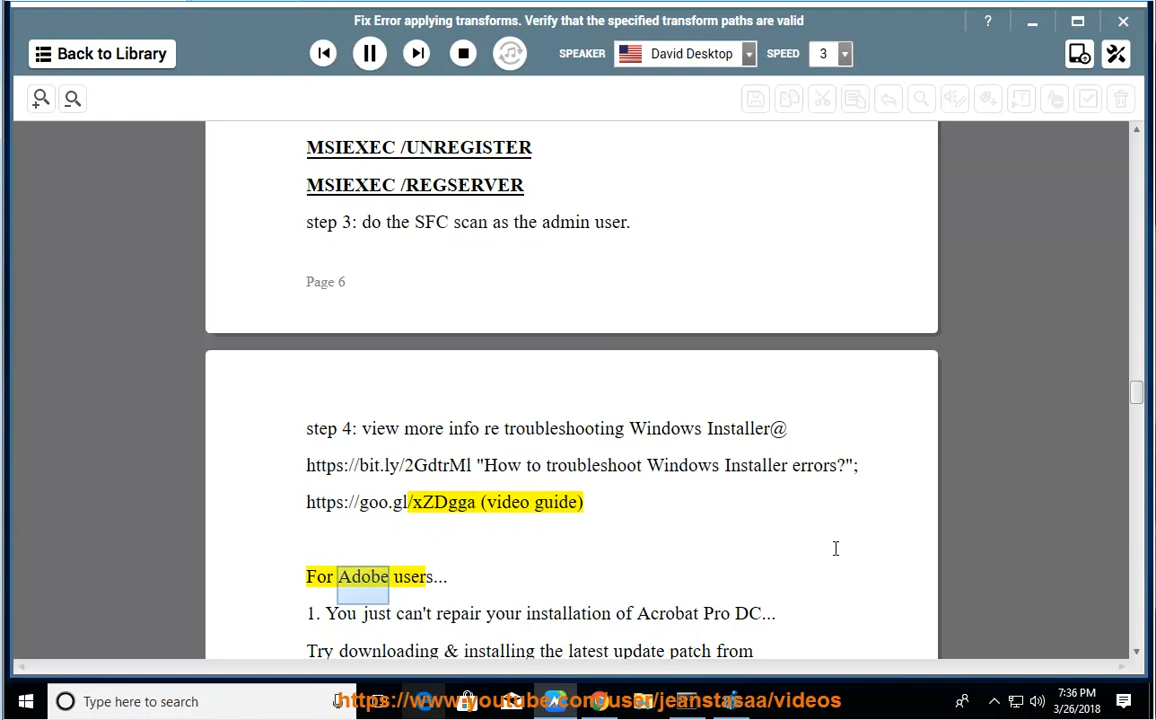 Fix Error applying transforms. Verify that the specified transform paths are valid
?
Back to Library
SPEAKER David Desktop SPEED 3
MSIEXEC /UNREGISTER
MSIEXEC /REGSERVER
step 3: do the SFC scan as the admin user.
Page 6
step 4: view more info re troubleshooting Windows Installer@
https://bit.ly/2GdtrMl "How to troubleshoot Windows Installer errors?";
https://goo.gl/xZDgga (video guide)
For Adobe users...
1. You just can't repair your installation of Acrobat Pro DC...
Try downloading & installing the latest update patch from
Type here to search
https://www.youtube.com/user/jeanstasaa/videos
7:36 PM
3/26/2018